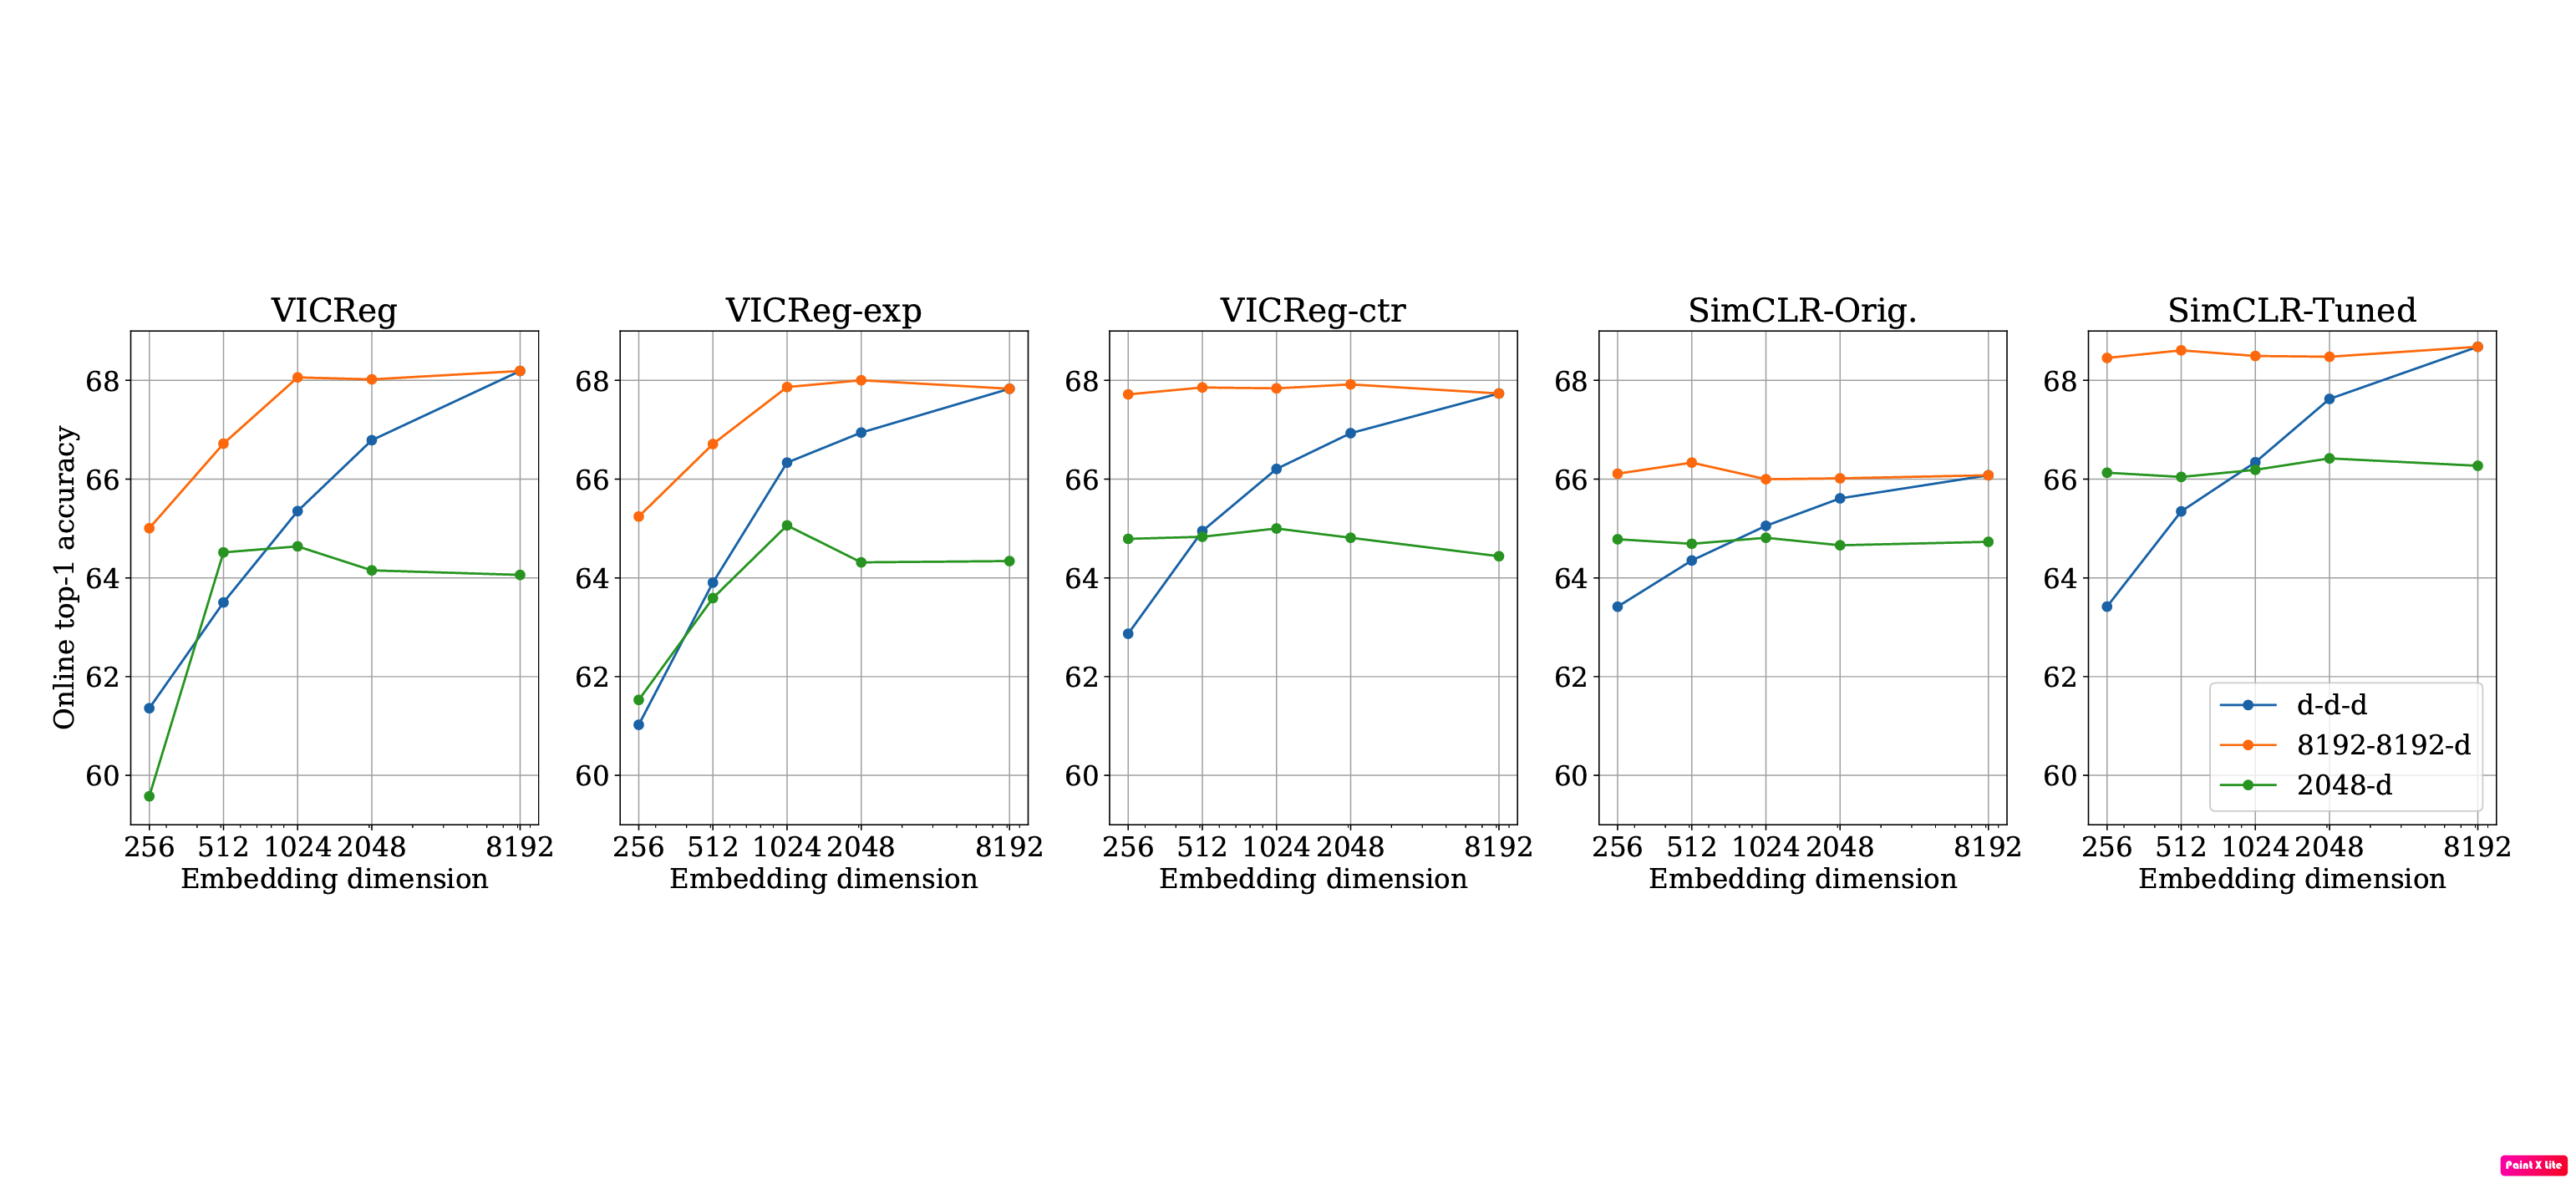 VICReg
VICReg-exp
VICReg-ctr
SimCLR-Orig.
SimCLR-Tuned
Online top-1 accuracy
68
66
64
62
60
256 512 1024 2048 8192
Embedding dimension
68
66
64
62
60
256 512 1024 2048 8192
Embedding dimension
68
66
64
62
60
256 512 1024 2048 8192
Embedding dimension
68
66
64
62
60
256 512 1024 2048 8192
Embedding dimension
68
66
64
62
60
d-d-d
8192-8192-d
2048-d
256 512 1024 2048 8192
Embedding dimension
Paint X Lite